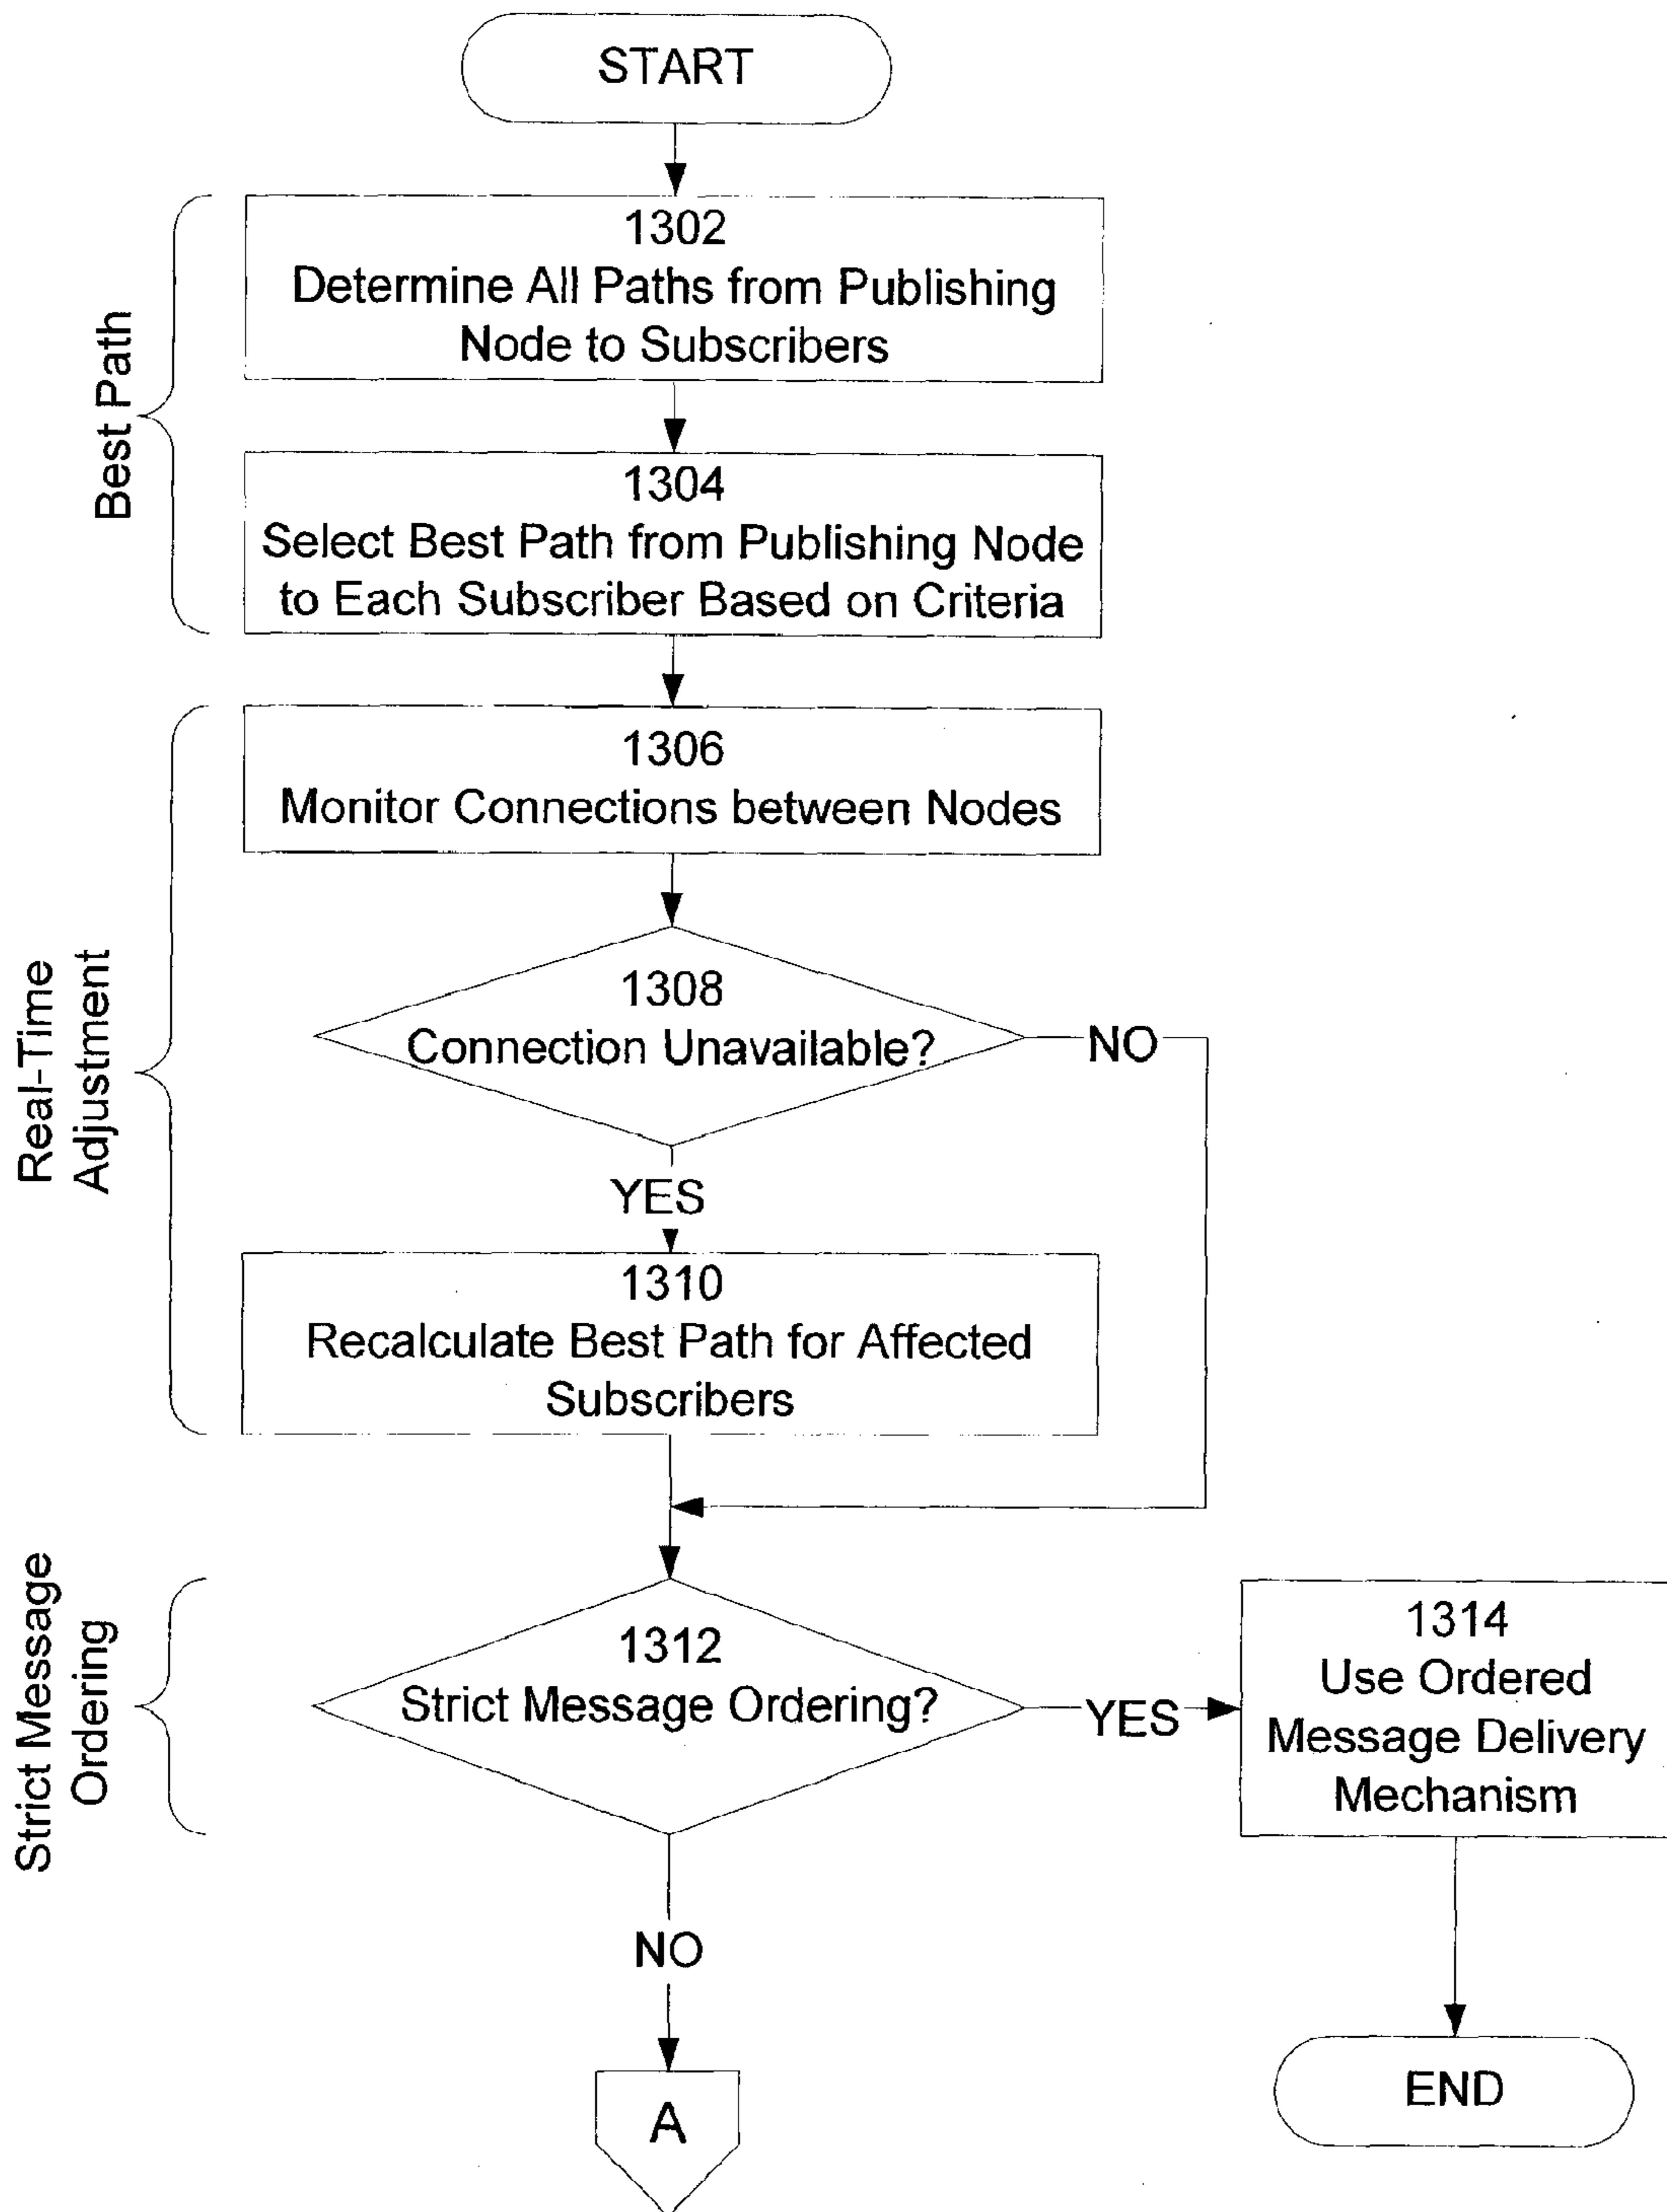 START
Best Path
1302
Determine All Paths from Publishing
Node to Subscribers
1304
Select Best Path from Publishing Node
to Each Subscriber Based on Criteria
Real-Time
Adjustment
1306
Monitor Connections between Nodes
1308
Connection Unavailable?
NO
YES
1310
Recalculate Best Path for Affected
Subscribers
Strict Message
Ordering
1312
Strict Message Ordering?
YES
1314
Use Ordered
Message Delivery
Mechanism
NO
A
END